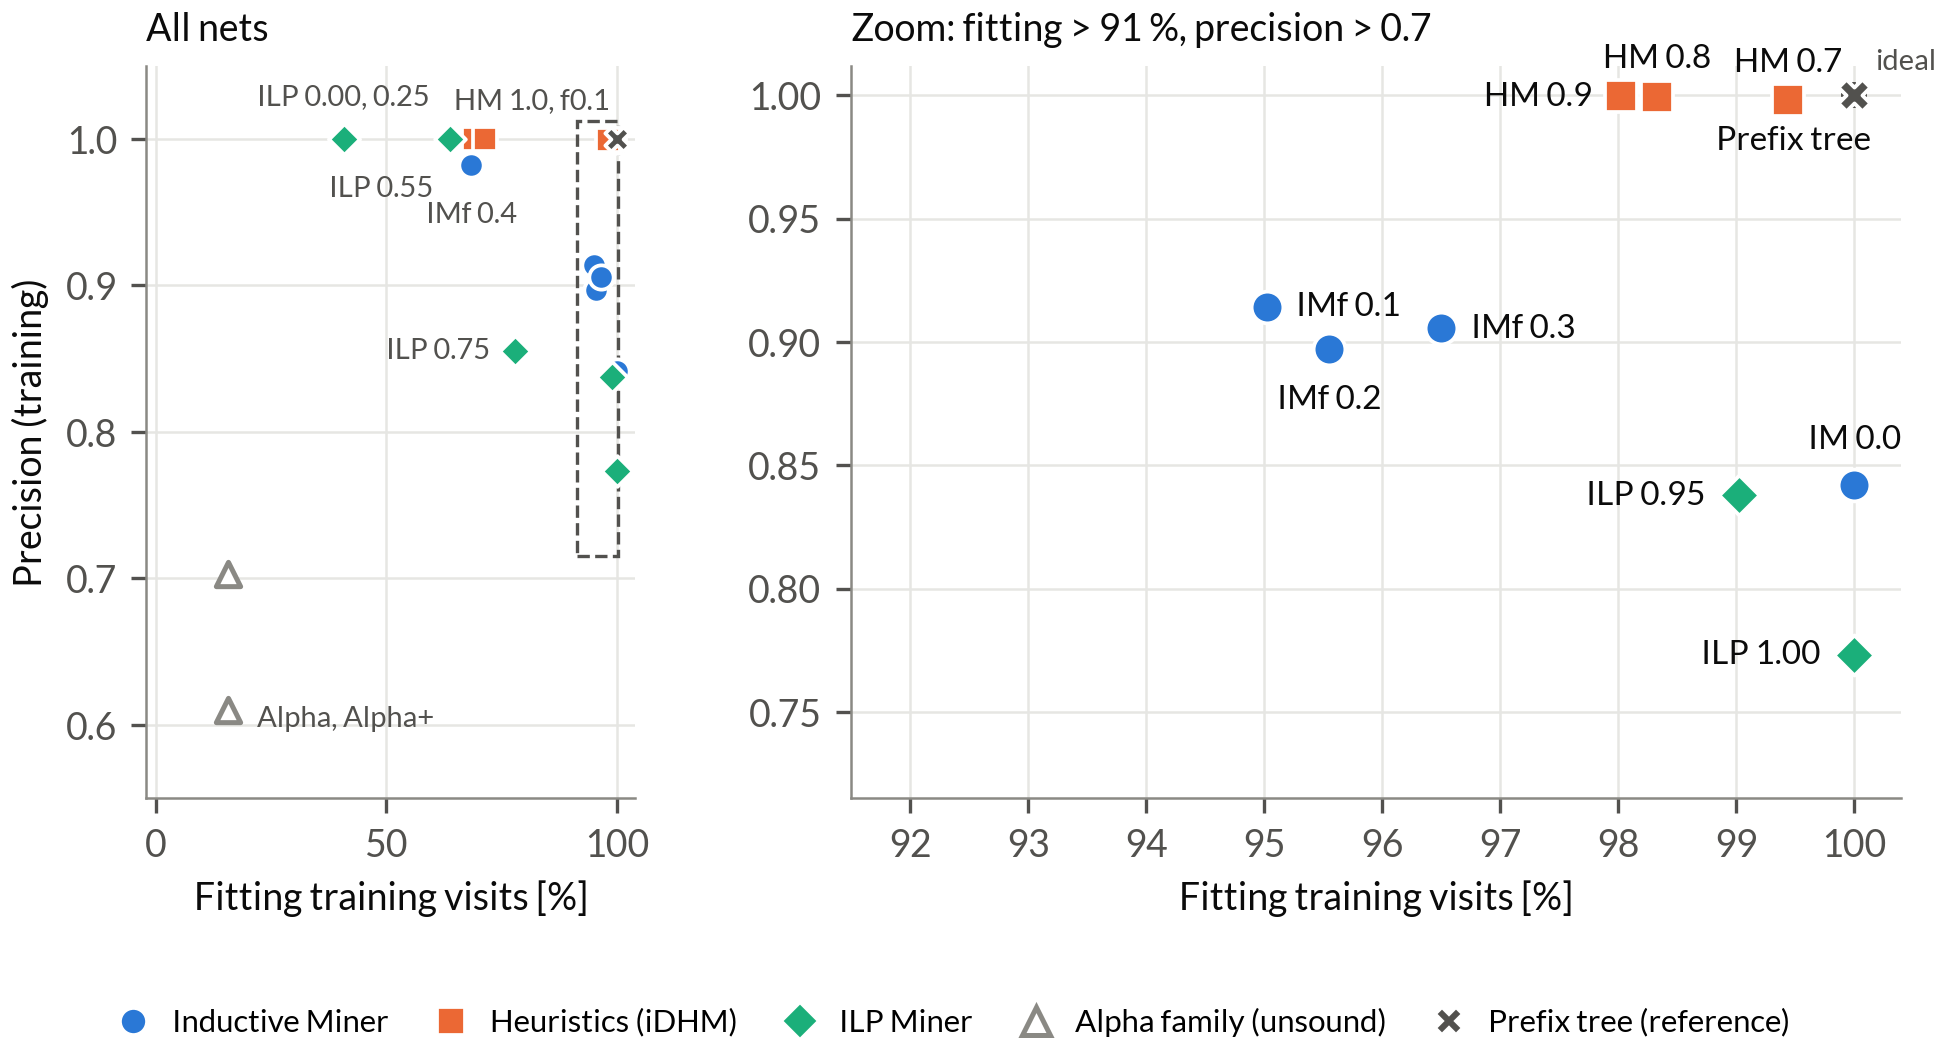 All nets
ILP 0.00, 0.25
HM 1.0, f0.1
ILP 0.55
IMf 0.4
ILP 0.75
Alpha, Alpha+
1.0
0.9
0.8
0.7
0.6
Precision (training)
0
50
100
Fitting training visits [%]
Zoom: fitting > 91 %, precision > 0.7
HM 0.8
HM 0.7
ideal
HM 0.9
Prefix tree
IMf 0.1
IMf 0.3
IMf 0.2
IM 0.0
ILP 0.95
ILP 1.00
1.00
0.95
0.90
0.85
0.80
0.75
92
93
94
95
96
97
98
99
100
Fitting training visits [%]
Inductive Miner
Heuristics (iDHM)
ILP Miner
Alpha family (unsound)
Prefix tree (reference)